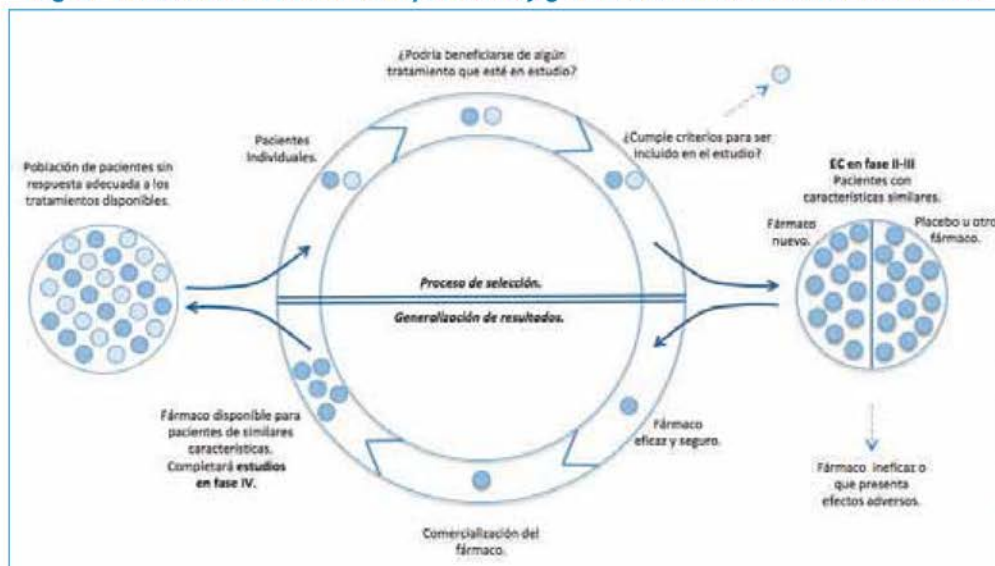 ¿Podría beneficiarse de algún
tratamiento que esté en estudio?
Pacientes
Individuales.
¿Cumple criterios para ser
incluido en el estudio?
Población de pacientes sin
respuesta adecuada a los
tratamientos disponibles.
EC en fase II-III
Pacientes con
características similares.
Fármaco
nuevo.
Placebo u otro
fármaco.
Proceso de selección.
Generalización de resultados.
Fármaco disponible para
pacientes de similares
características.
Completará estudios
en fase IV.
Fármaco
eficaz y seguro.
Comercialización del
fármaco.
Fármaco ineficaz o
que presenta
efectos adversos.